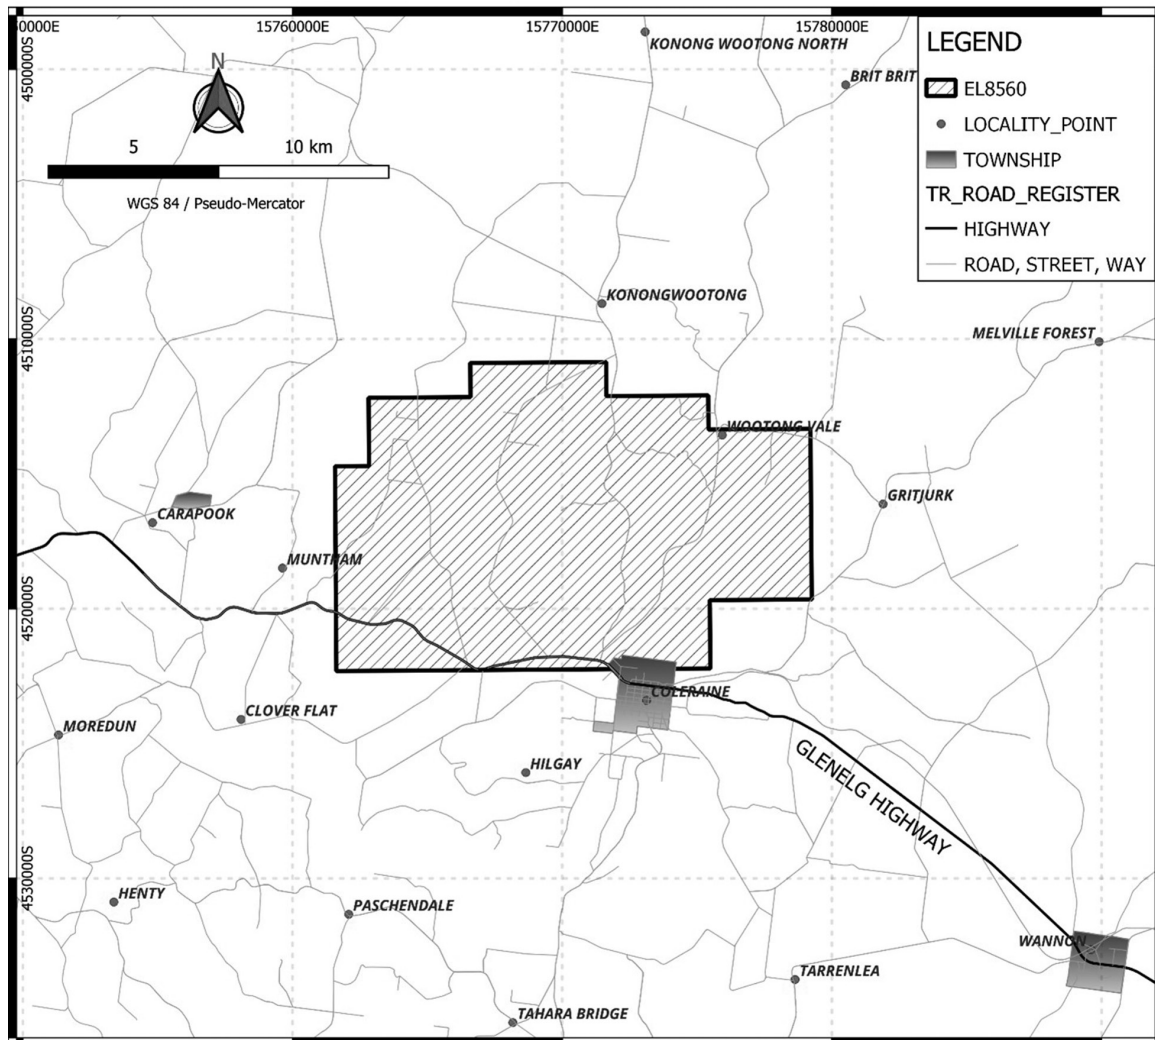 50000E
15760000E
15770000E
15780000E
4500000S
4510000S
4520000S
4530000S
N
5
10 km
WGS 84 / Pseudo-Mercator
LEGEND
EL8560
LOCALITY_POINT
TOWNSHIP
TR_ROAD_REGISTER
HIGHWAY
ROAD, STREET, WAY
KONONG WOOTONG NORTH
BRIT BRIT
KONONGWOOTONG
MELVILLE FOREST
WOOTONG VALE
GRITJURK
CARAPOOK
MUNTHAM
COLERAINE
CLOVER FLAT
MOREDUN
HILGAY
GLENELG HIGHWAY
HENTY
PASCHENDALE
WANNON
TARRENLEA
TAHARA BRIDGE